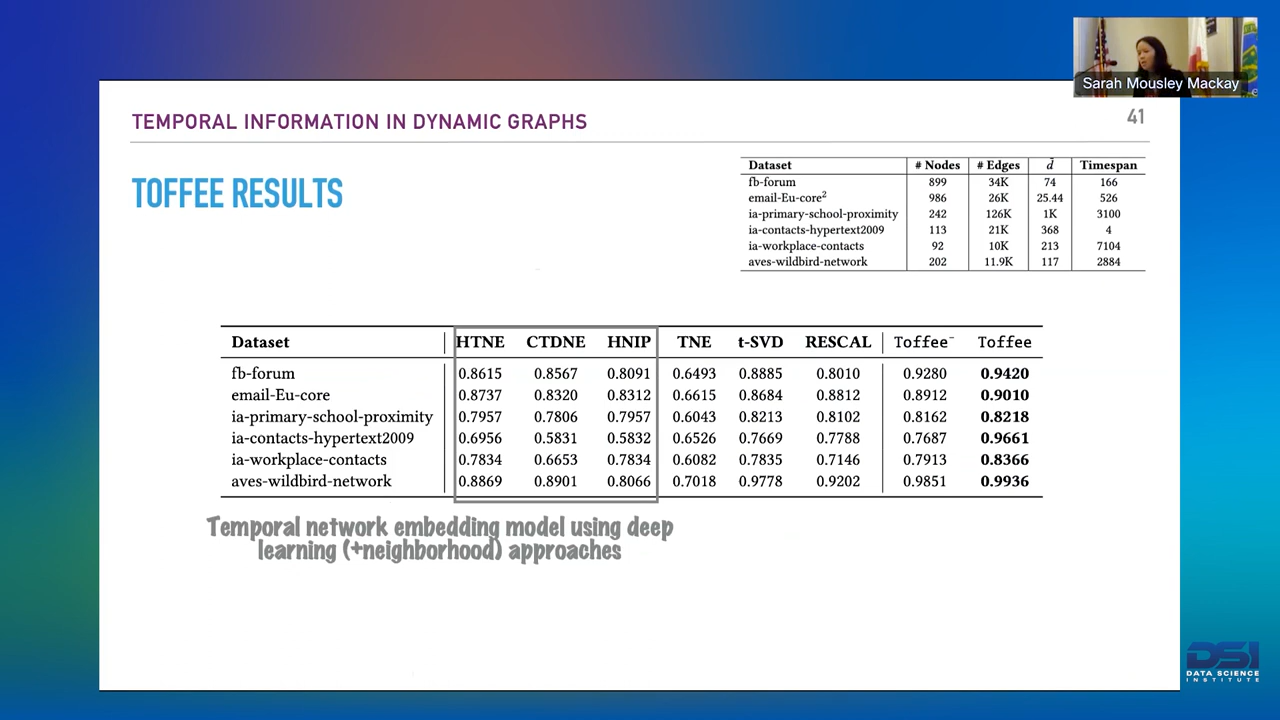 Sarah Mousley Mackay
TEMPORAL INFORMATION IN DYNAMIC GRAPHS
41
TOFFEE RESULTS
Dataset # Nodes # Edges d̄ Timespan
fb-forum 899 34K 74 166
email-Eu-core² 986 26K 25.44 526
ia-primary-school-proximity 242 126K 1K 3100
ia-contacts-hypertext2009 113 21K 368 4
ia-workplace-contacts 92 10K 213 7104
aves-wildbird-network 202 11.9K 117 2884
Dataset HTNE CTDNE HNIP TNE t-SVD RESCAL Toffee⁻ Toffee
fb-forum 0.8615 0.8567 0.8091 0.6493 0.8885 0.8010 0.9280 0.9420
email-Eu-core 0.8737 0.8320 0.8312 0.6615 0.8684 0.8812 0.8912 0.9010
ia-primary-school-proximity 0.7957 0.7806 0.7957 0.6043 0.8213 0.8102 0.8162 0.8218
ia-contacts-hypertext2009 0.6956 0.5831 0.5832 0.6526 0.7669 0.7788 0.7687 0.9661
ia-workplace-contacts 0.7834 0.6653 0.7834 0.6082 0.7835 0.7146 0.7913 0.8366
aves-wildbird-network 0.8869 0.8901 0.8066 0.7018 0.9778 0.9202 0.9851 0.9936
Temporal network embedding model using deep
learning (+neighborhood) approaches
DSI
DATA SCIENCE
INSTITUTE